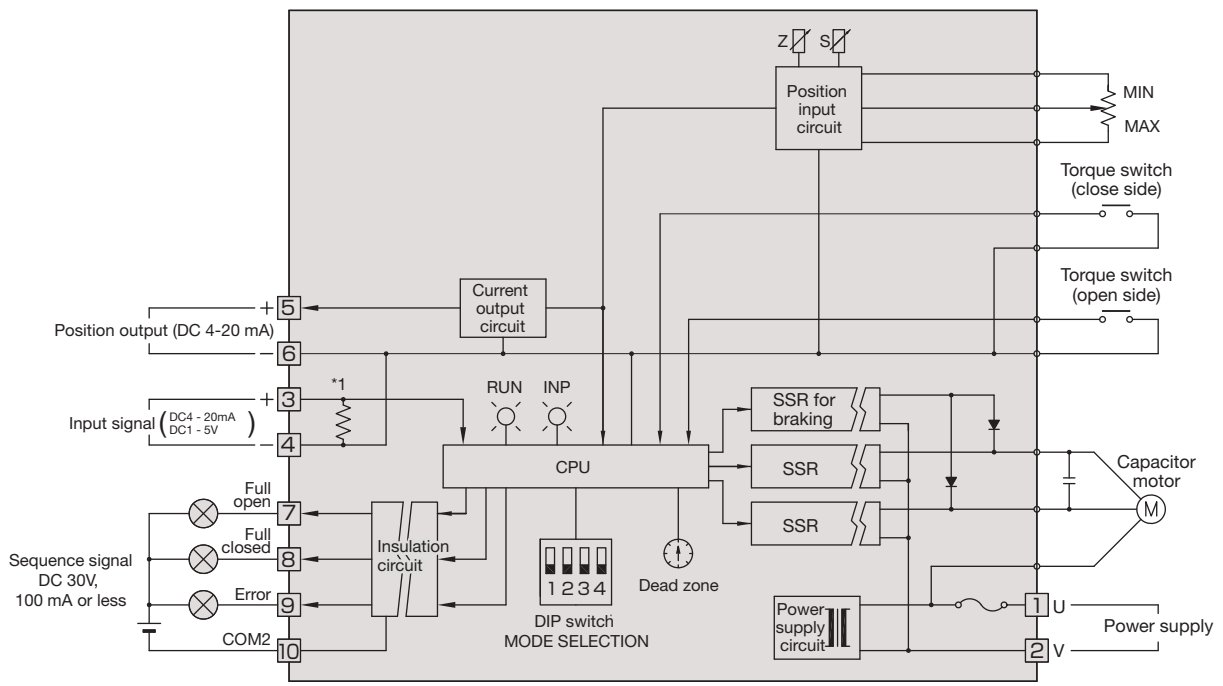 Z S
Position
input
circuit
MIN
MAX
Torque switch
(close side)
Torque switch
(open side)
Current
output
circuit
+ 5
Position output (DC 4-20 mA)
− 6
*1
RUN INP
+ 3
Input signal (DC4 - 20mA
DC1 - 5V)
− 4
CPU
SSR for
braking
SSR
SSR
Capacitor
motor
M
Full
open
7
Full
closed
8
Error
9
COM2
10
Sequence signal
DC 30V,
100 mA or less
Insulation
circuit
1 2 3 4
DIP switch
MODE SELECTION
Dead zone
Power
supply
circuit
1 U
Power supply
2 V